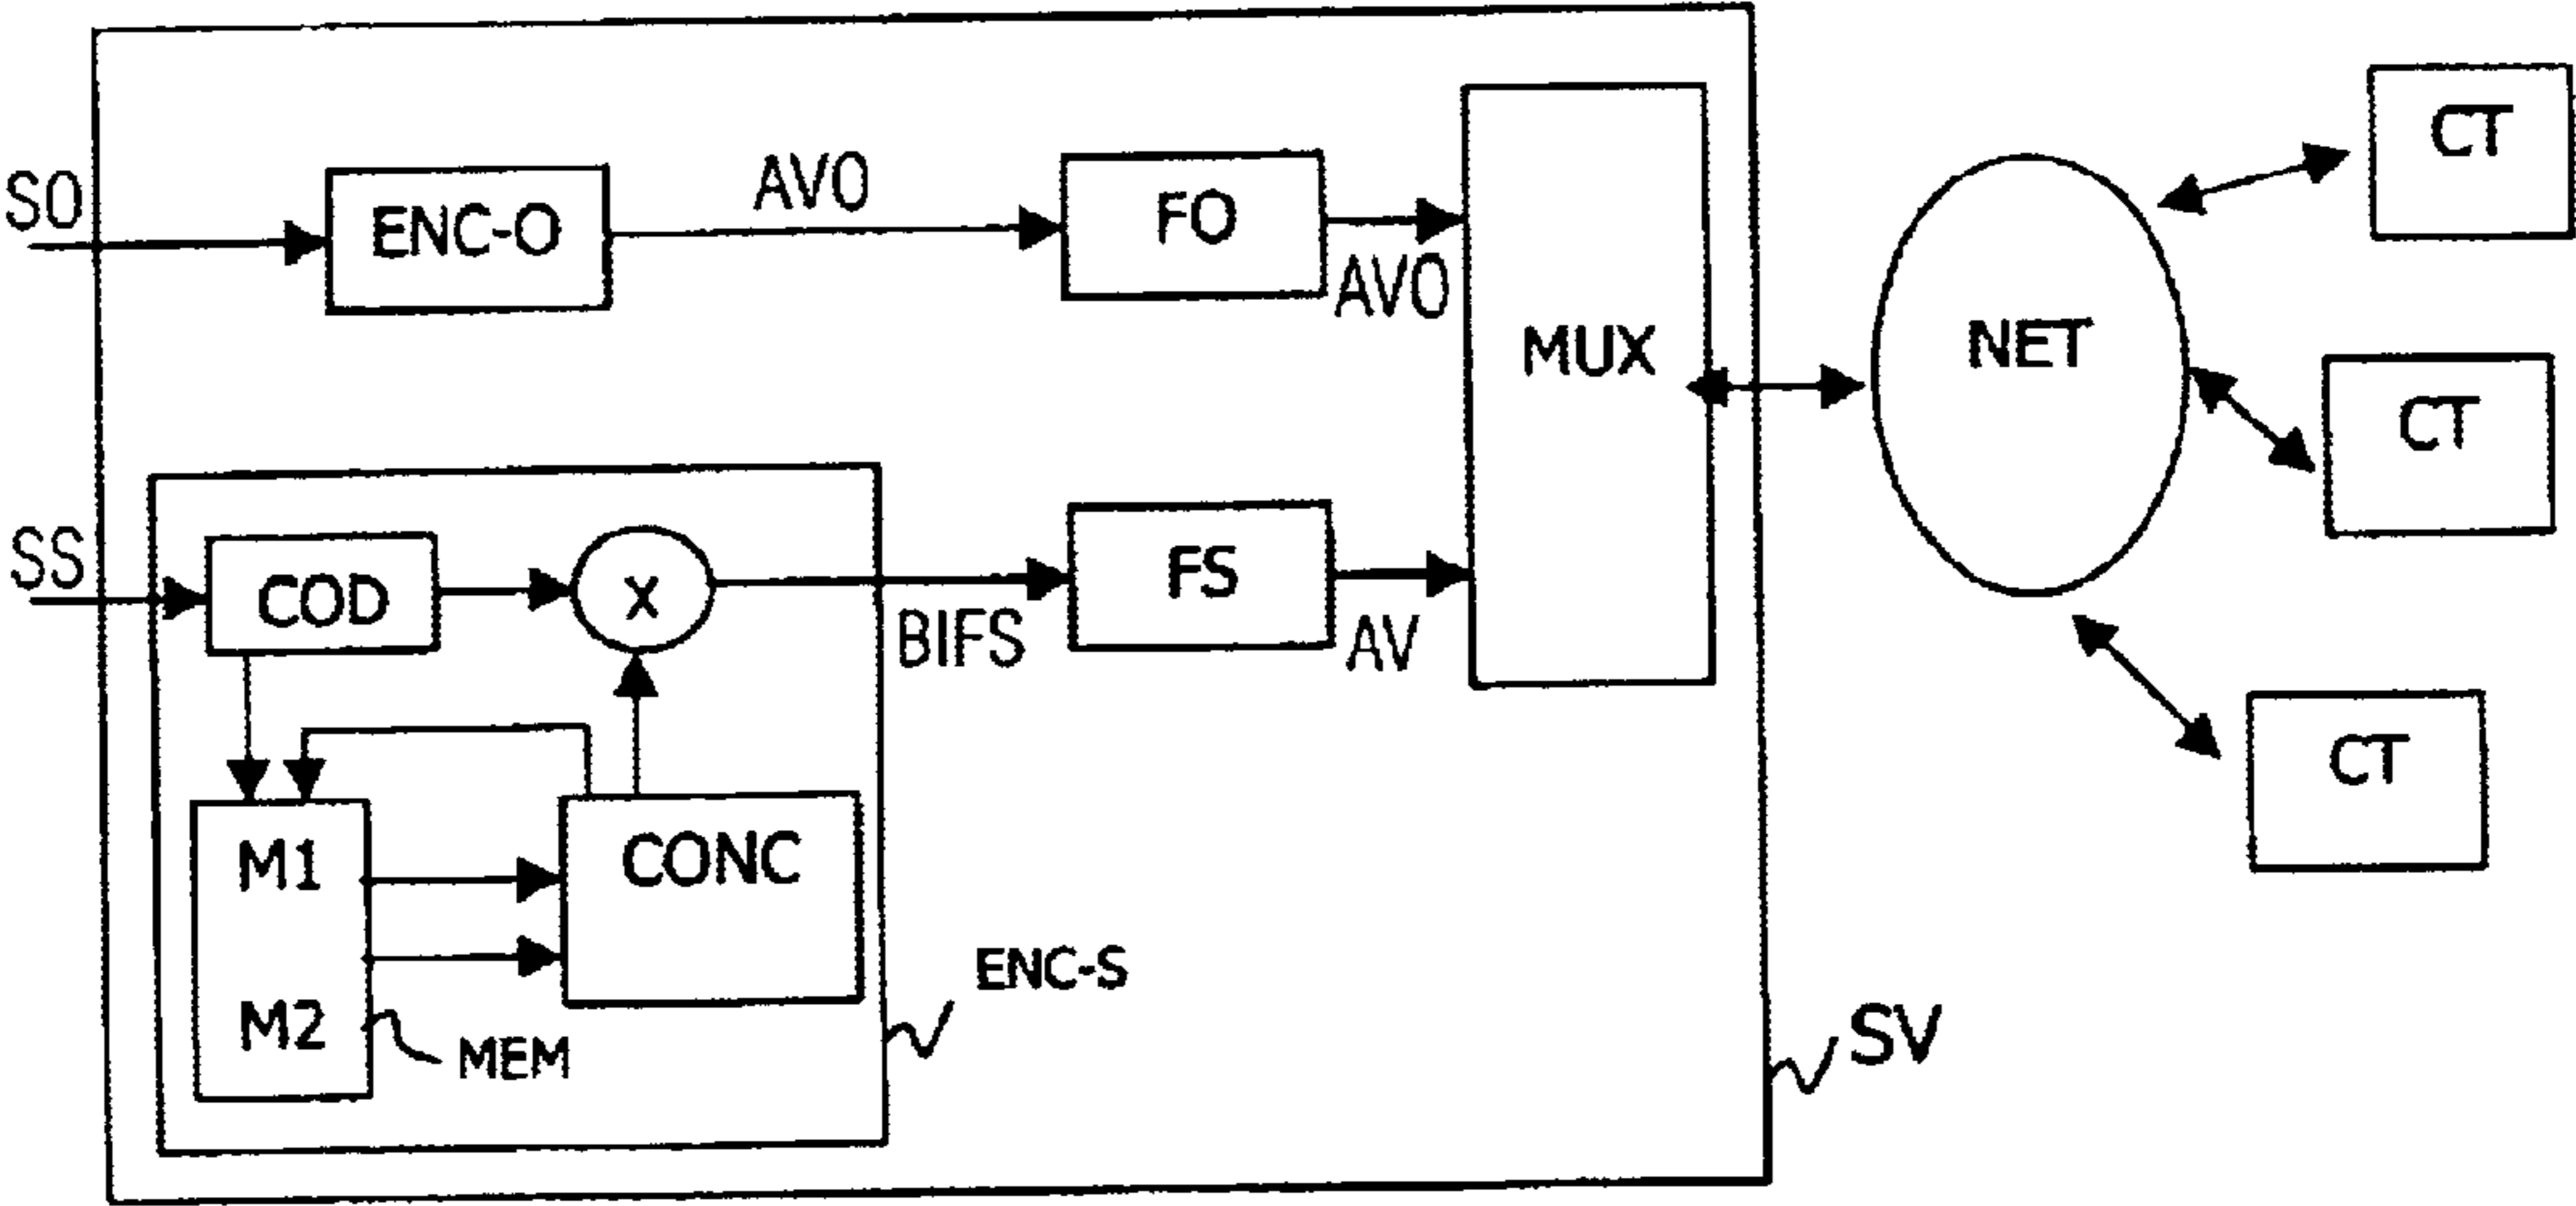 SO
ENC-O
AVO
FO
AVO
MUX
NET
CT
CT
CT
SS
COD
X
BIFS
FS
AV
M1
M2
CONC
MEM
ENC-S
SV